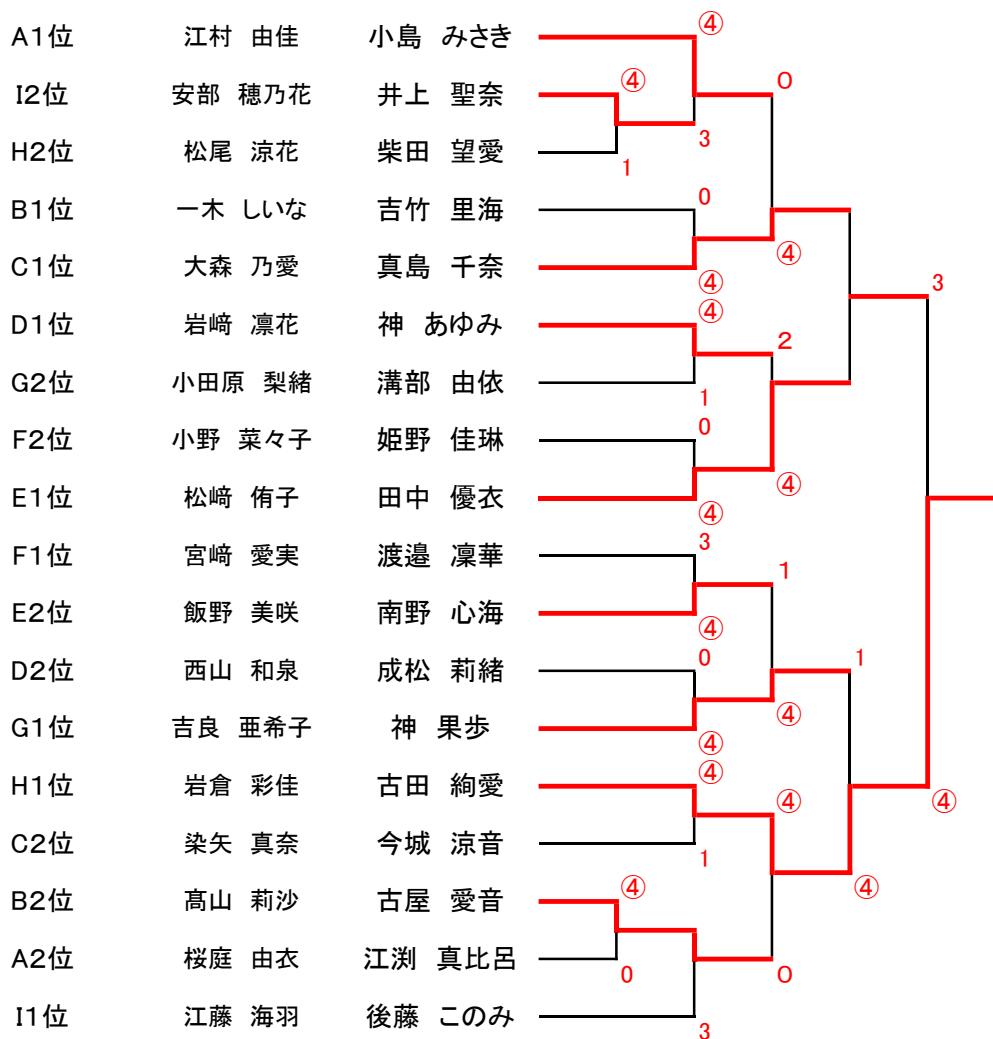 A1位 江村 由佳 小島 みさき ④
I2位 安部 穂乃花 井上 聖奈 ④ 0
H2位 松尾 涼花 柴田 望愛 1 3
B1位 一木 しいな 吉竹 里海 0
C1位 大森 乃愛 真島 千奈 ④ ④ 3
D1位 岩﨑 凛花 神 あゆみ ④ 2
G2位 小田原 梨緒 溝部 由依 1
F2位 小野 菜々子 姫野 佳琳 0
E1位 松﨑 侑子 田中 優衣 ④ ④
F1位 宮﨑 愛実 渡邉 凜華 3 1
E2位 飯野 美咲 南野 心海 ④
D2位 西山 和泉 成松 莉緒 0 1
G1位 吉良 亜希子 神 果歩 ④ ④
H1位 岩倉 彩佳 古田 絢愛 ④ ④ ④
C2位 染矢 真奈 今城 涼音 1
B2位 髙山 莉沙 古屋 愛音 ④ ④
A2位 桜庭 由衣 江渕 真比呂 0 0
I1位 江藤 海羽 後藤 このみ 3